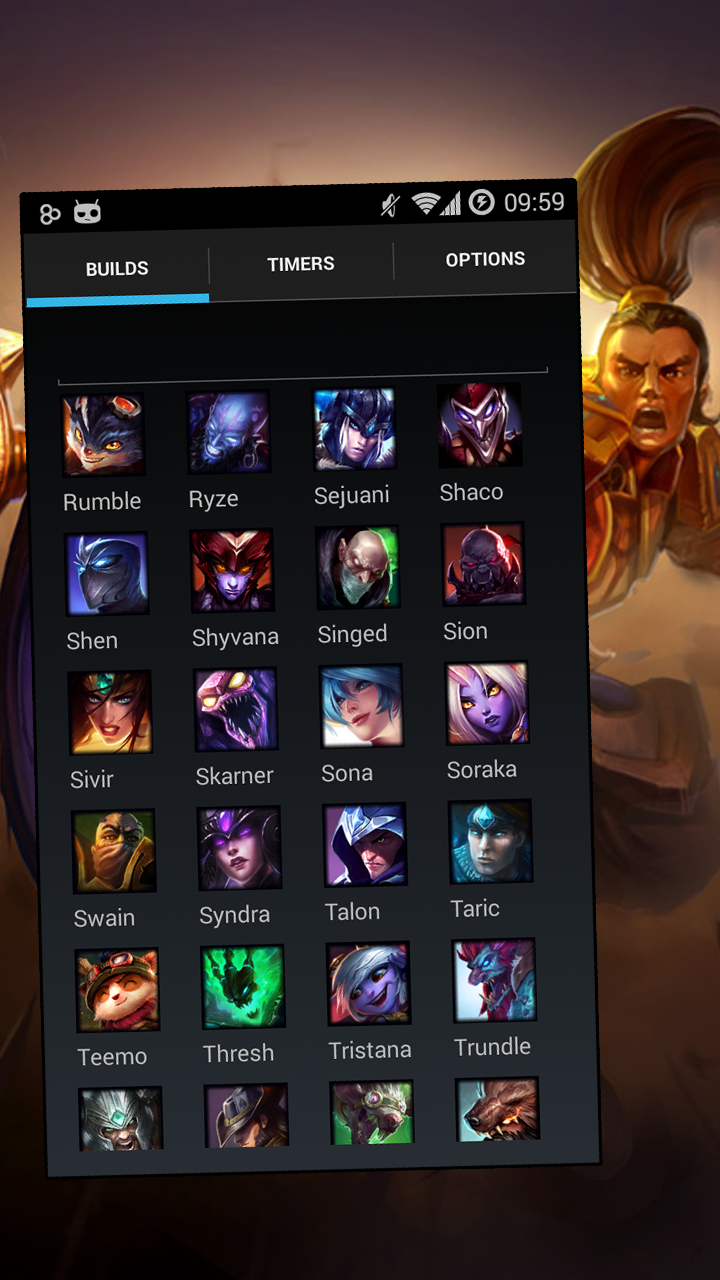 09:59
BUILDS TIMERS OPTIONS
Rumble Ryze Sejuani Shaco
Shen Shyvana Singed Sion
Sivir Skarner Sona Soraka
Swain Syndra Talon Taric
Teemo Thresh Tristana Trundle